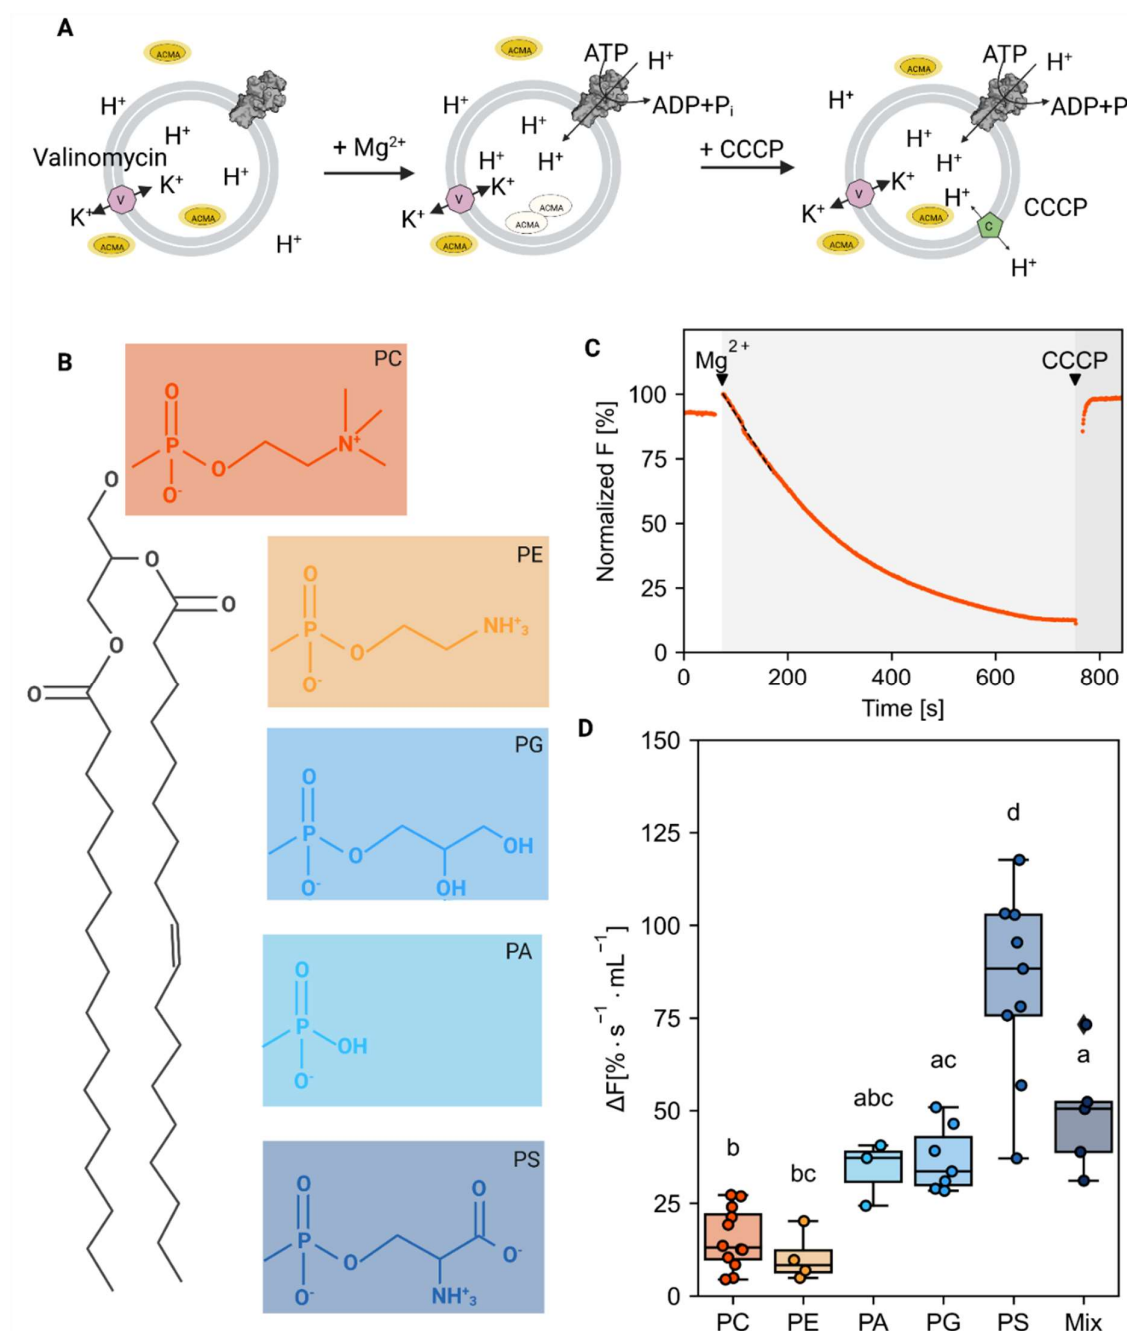 A
ACMA
H⁺
H⁺
Valinomycin
K⁺
H⁺
V
K⁺
ACMA
ACMA
H⁺
+ Mg²⁺
ACMA
ATP
H⁺
H⁺
ADP+Pᵢ
H⁺
H⁺
H⁺
K⁺
V
K⁺
ACMA
ACMA
ACMA
+ CCCP
ACMA
ATP
H⁺
H⁺
ADP+P
H⁺
H⁺
K⁺
V
H⁺
K⁺
ACMA
CCCP
C
ACMA
H⁺
B
PC
O
P
O
N⁺
O⁻
O
O
O
O
O
PE
O
P
O
NH⁺₃
O⁻
PG
O
P
O
OH
O⁻
OH
PA
O
P
OH
O⁻
PS
O
O
P
O
O⁻
O⁻
NH⁺₃
C
Mg²⁺
CCCP
Normalized F [%]
100
75
50
25
0
0 200 400 600 800
Time [s]
D
ΔF[% · s⁻¹ · mL⁻¹]
150
125
100
75
50
25
0
b
bc
abc
ac
d
a
PC PE PA PG PS Mix